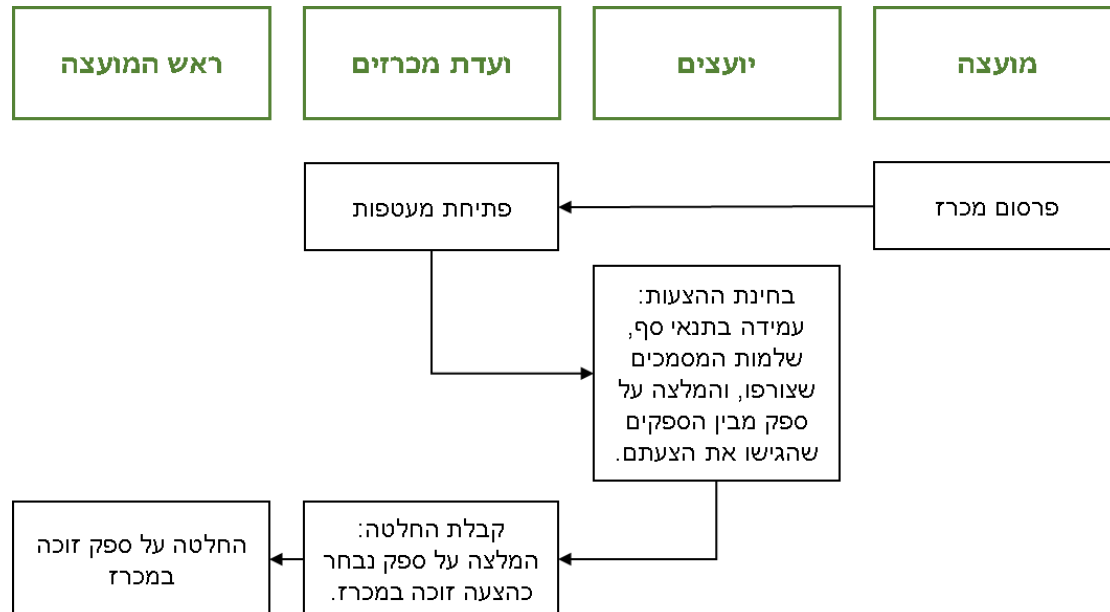 מועצה
יועצים
ועדת מכרזים
ראש המועצה
פרסום מכרז
פתיחת מעטפות
בחינת ההצעות:
עמידה בתנאי סף,
שלמות המסמכים
שצורפו, והמלצה על
ספק מבין הספקים
שהגישו את הצעתם.
קבלת החלטה:
המלצה על ספק נבחר
כהצעה זוכה במכרז.
החלטה על ספק זוכה
במכרז